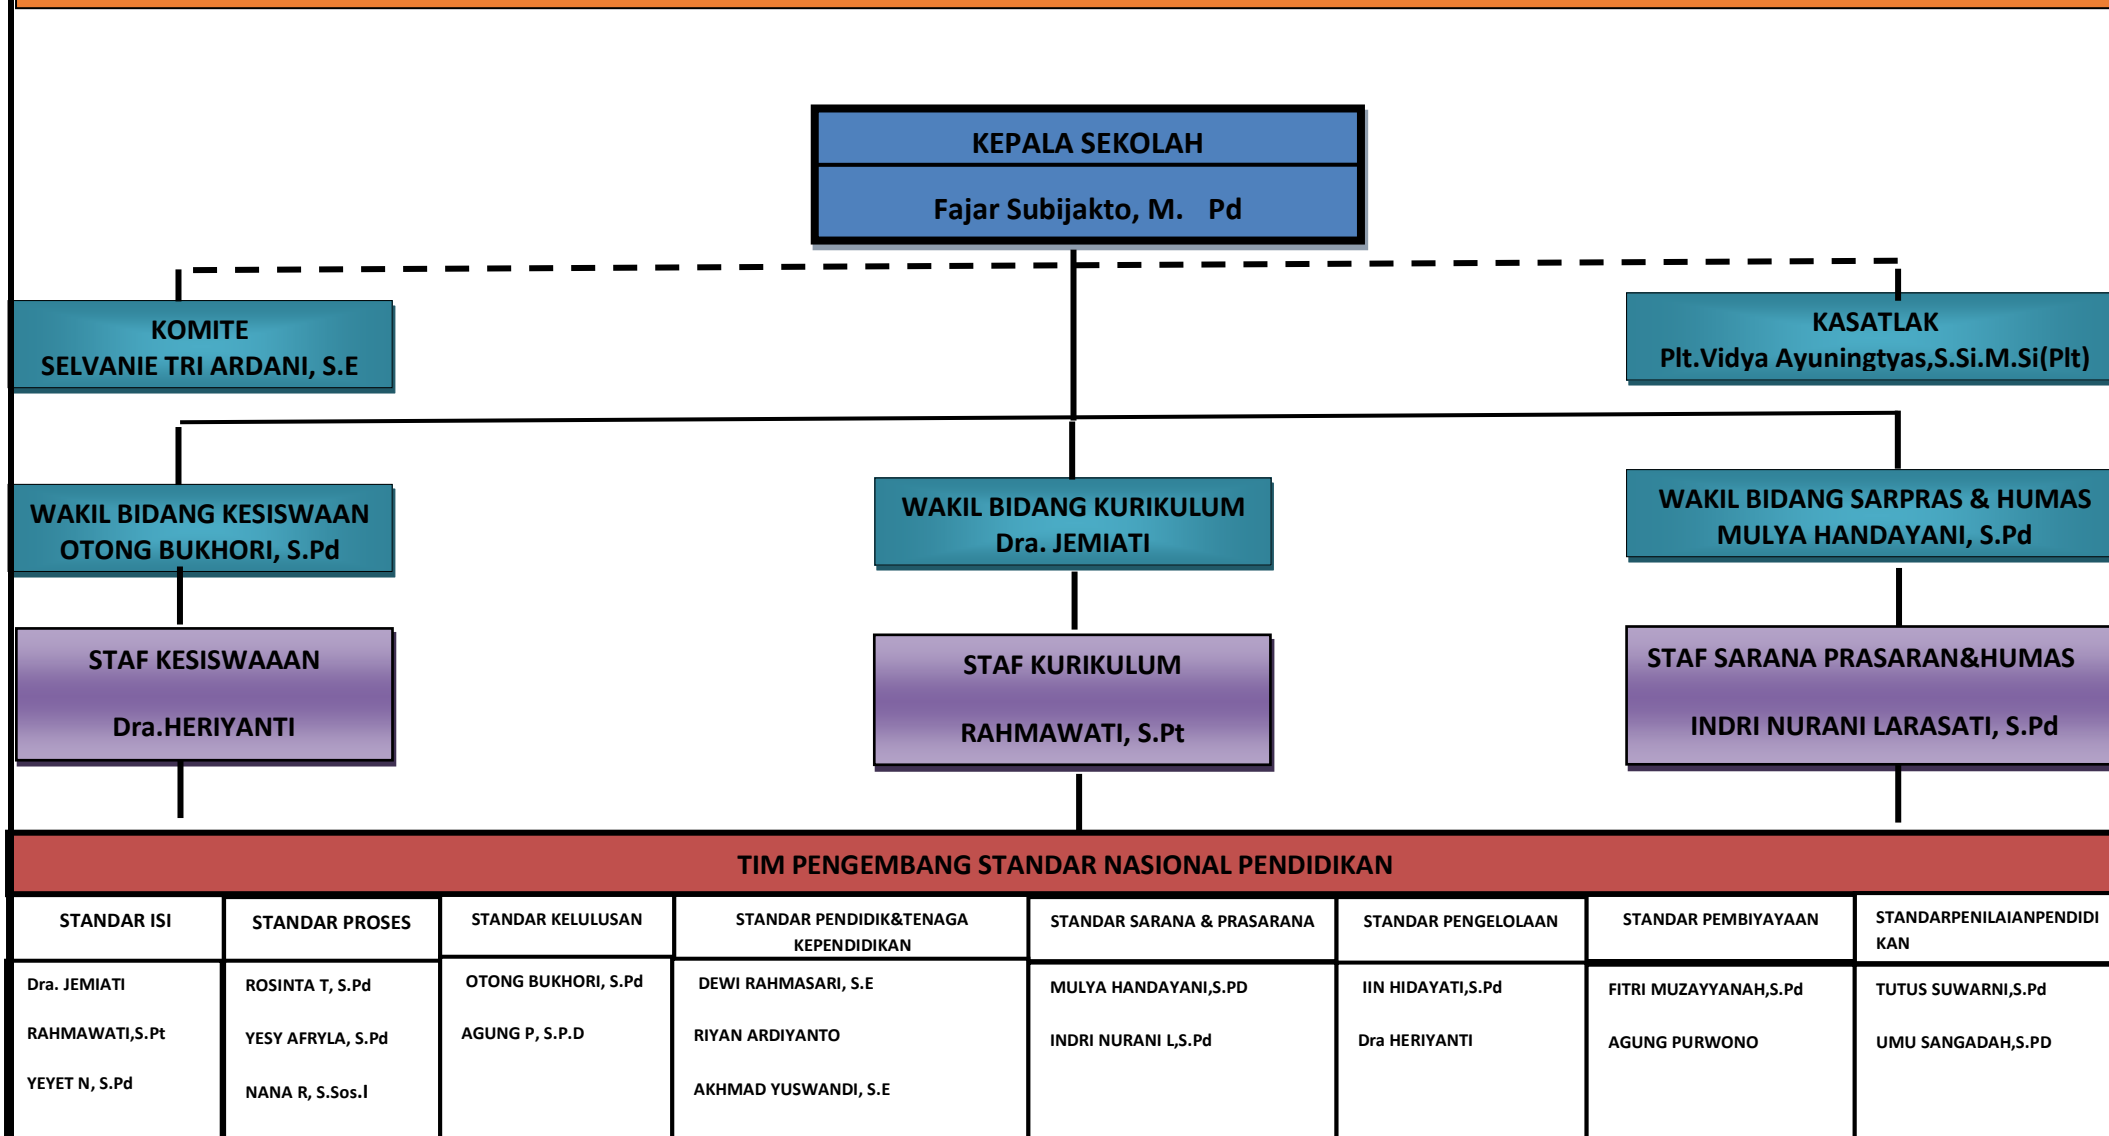 KEPALA SEKOLAH
Fajar Subijakto, M. Pd
KOMITE
SELVANIE TRI ARDANI, S.E
KASATLAK
Plt.Vidya Ayuningtyas,S.Si.M.Si(Plt)
WAKIL BIDANG KESISWAAN
OTONG BUKHORI, S.Pd
WAKIL BIDANG KURIKULUM
Dra. JEMIATI
WAKIL BIDANG SARPRAS & HUMAS
MULYA HANDAYANI, S.Pd
STAF KESISWAAAN
Dra.HERIYANTI
STAF KURIKULUM
RAHMAWATI, S.Pt
STAF SARANA PRASARAN&HUMAS
INDRI NURANI LARASATI, S.Pd
TIM PENGEMBANG STANDAR NASIONAL PENDIDIKAN
STANDAR ISI
Dra. JEMIATI
RAHMAWATI,S.Pt
YEYET N, S.Pd
STANDAR PROSES
ROSINTA T, S.Pd
YESY AFRYLA, S.Pd
NANA R, S.Sos.I
STANDAR KELULUSAN
OTONG BUKHORI, S.Pd
AGUNG P, S.P.D
STANDAR PENDIDIK&TENAGA
KEPENDIDIKAN
DEWI RAHMASARI, S.E
RIYAN ARDIYANTO
AKHMAD YUSWANDI, S.E
STANDAR SARANA & PRASARANA
MULYA HANDAYANI,S.PD
INDRI NURANI L,S.Pd
STANDAR PENGELOLAAN
IIN HIDAYATI,S.Pd
Dra HERIYANTI
STANDAR PEMBIYAYAAN
FITRI MUZAYYANAH,S.Pd
AGUNG PURWONO
STANDARPENILAIANPENDIDI
KAN
TUTUS SUWARNI,S.Pd
UMU SANGADAH,S.PD